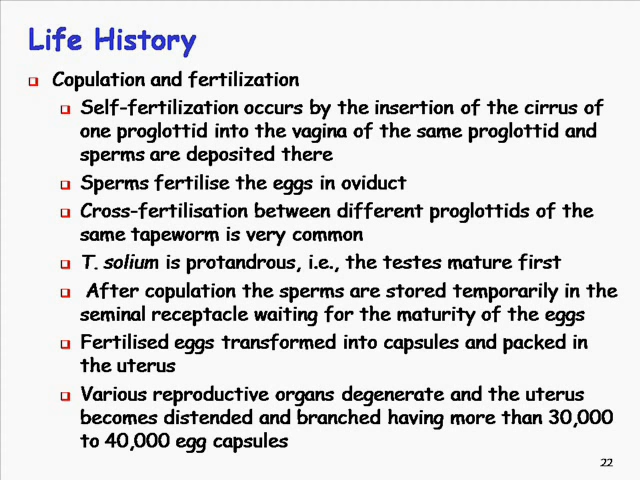 Life History
Copulation and fertilization
Self-fertilization occurs by the insertion of the cirrus of
one proglottid into the vagina of the same proglottid and
sperms are deposited there
Sperms fertilise the eggs in oviduct
Cross-fertilisation between different proglottids of the
same tapeworm is very common
T. solium is protandrous, i.e., the testes mature first
After copulation the sperms are stored temporarily in the
seminal receptacle waiting for the maturity of the eggs
Fertilised eggs transformed into capsules and packed in
the uterus
Various reproductive organs degenerate and the uterus
becomes distended and branched having more than 30,000
to 40,000 egg capsules
22